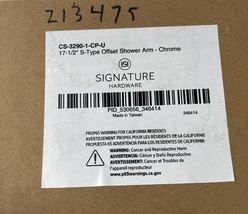 213475
CS-3290-1-CP-U
17-1/2" S-Type Offset Shower Arm - Chrome
SIGNATURE
HARDWARE
PID_530656_346414
Made in Taiwan
346414
PROP65 WARNING FOR CALIFORNIA RESIDENTS
AVERTISSEMENT PROP65 POUR LES RÉSIDENTS DE LA CALIFORNIE
ADVERTENCIA PROP65 PARA RESIDENTES DE CALIFORNIA
WARNING: Cancer and Reproductive Harm
ADVERTENCIA: Cáncer y Daño Reproductivo
AVERTISSEMENT: Cancer et Troubles de
l'appareil reproducteur
www.p65warnings.ca.gov